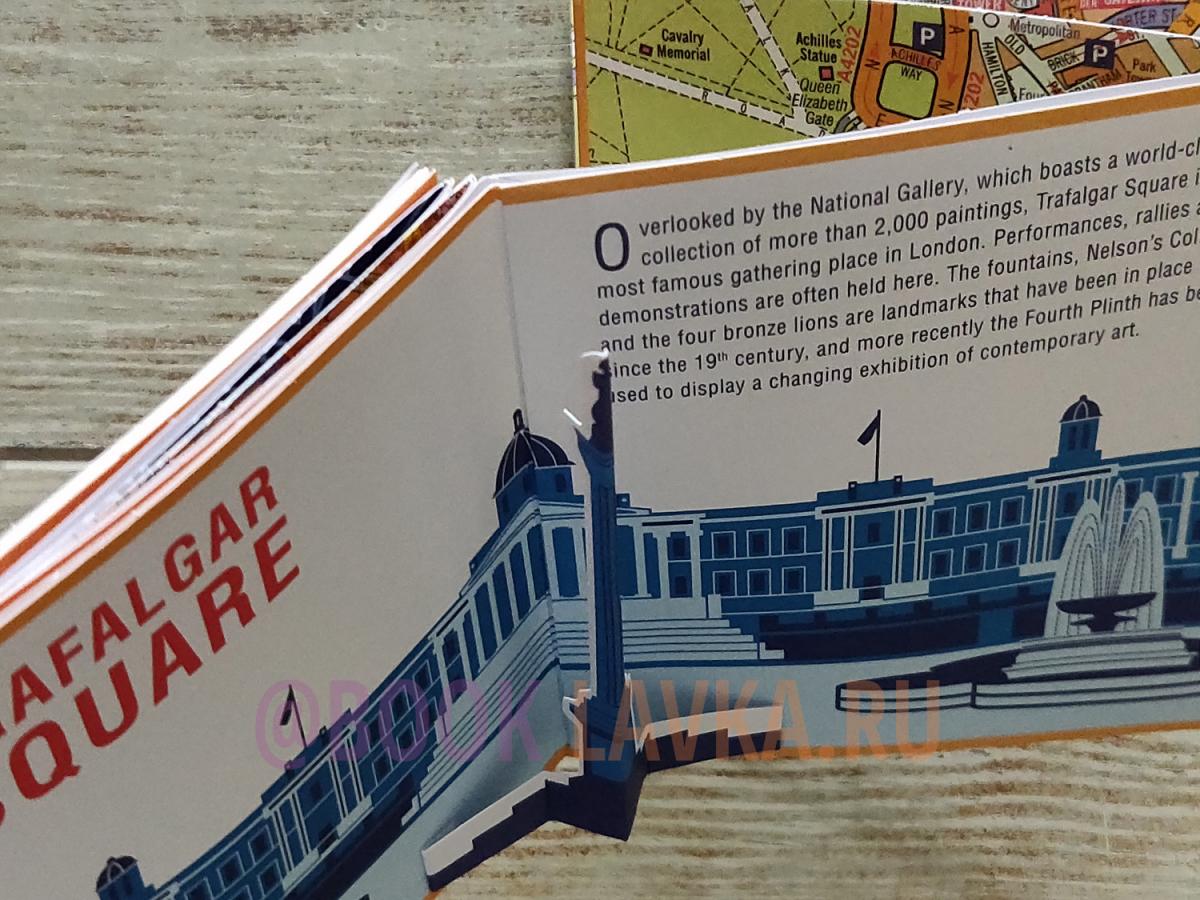 Cavalry
Memorial
Achilles
Statue
Queen
Elizabeth
Gate
A4202
P
ACHILLES
WAY
Metropolitan
OLD
HAMILTON
BRICK
P
Park
R O A D
Overlooked by the National Gallery, which boasts a world-cl
collection of more than 2,000 paintings, Trafalgar Square i
most famous gathering place in London. Performances, rallies a
demonstrations are often held here. The fountains, Nelson's Col
and the four bronze lions are landmarks that have been in place
since the 19th century, and more recently the Fourth Plinth has be
used to display a changing exhibition of contemporary art.
RAFALGAR
SQUARE
@BOOK-LAVKA.RU